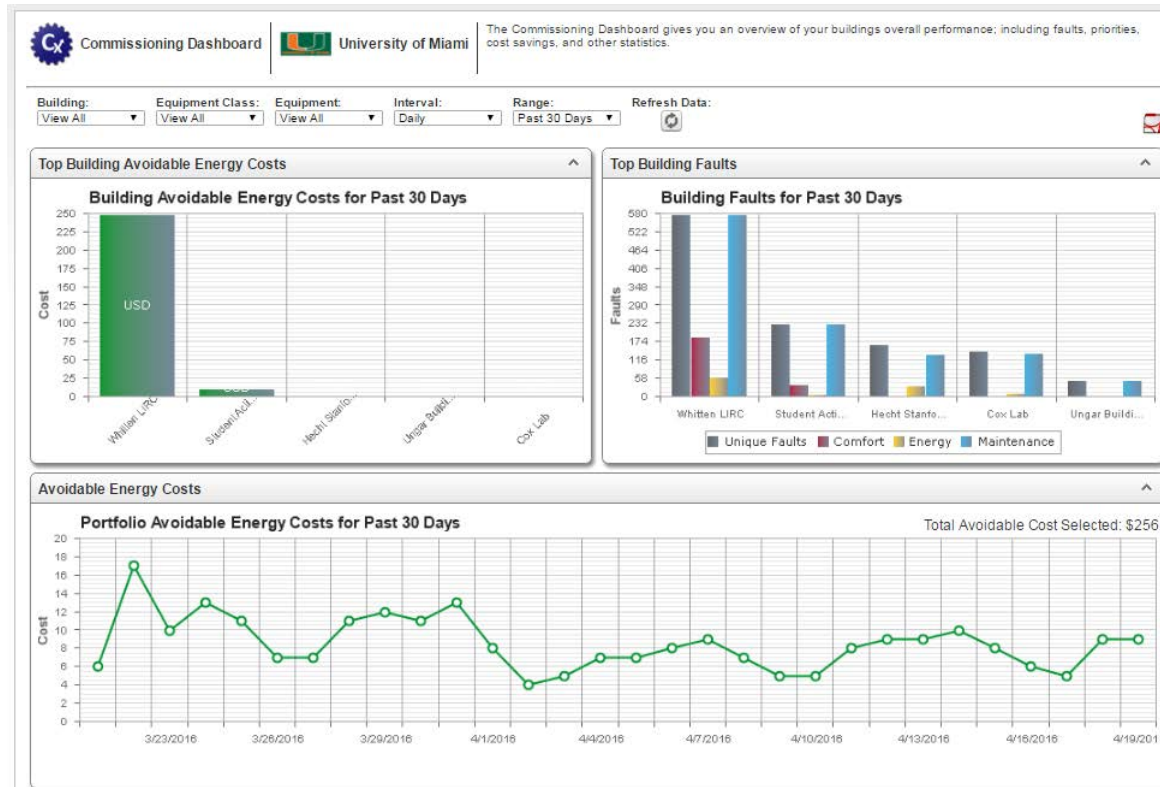 Cx Commissioning Dashboard
University of Miami
The Commissioning Dashboard gives you an overview of your buildings overall performance; including faults, priorities,
cost savings, and other statistics.
Building: Equipment Class: Equipment: Interval: Range: Refresh Data:
View All View All View All Daily Past 30 Days
Top Building Avoidable Energy Costs
Building Avoidable Energy Costs for Past 30 Days
Cost
250
225
200
175
150
125
100
75
50
25
0
USD
USD
Whitten LIRC Student Acti... Hecht Stanfo... Ungar Buildi... Cox Lab
Top Building Faults
Building Faults for Past 30 Days
Faults
580
522
464
406
348
290
232
174
116
58
0
Whitten LIRC Student Acti... Hecht Stanfo... Cox Lab Ungar Buildi...
Unique Faults Comfort Energy Maintenance
Avoidable Energy Costs
Portfolio Avoidable Energy Costs for Past 30 Days
Total Avoidable Cost Selected: $256
Cost
20
18
16
14
12
10
8
6
4
2
0
3/23/2016 3/26/2016 3/29/2016 4/1/2016 4/4/2016 4/7/2016 4/10/2016 4/13/2016 4/16/2016 4/19/201